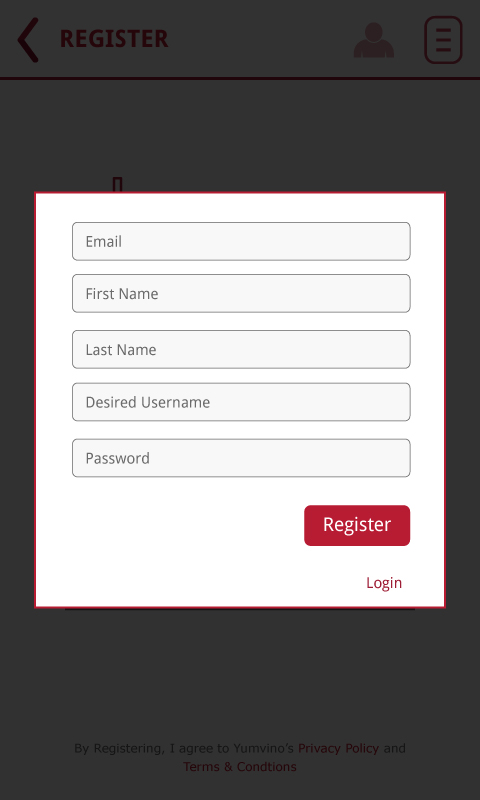 REGISTER
Email
First Name
Last Name
Desired Username
Password
Register
Login
By Registering, I agree to Yumvino's Privacy Policy and
Terms & Condtions